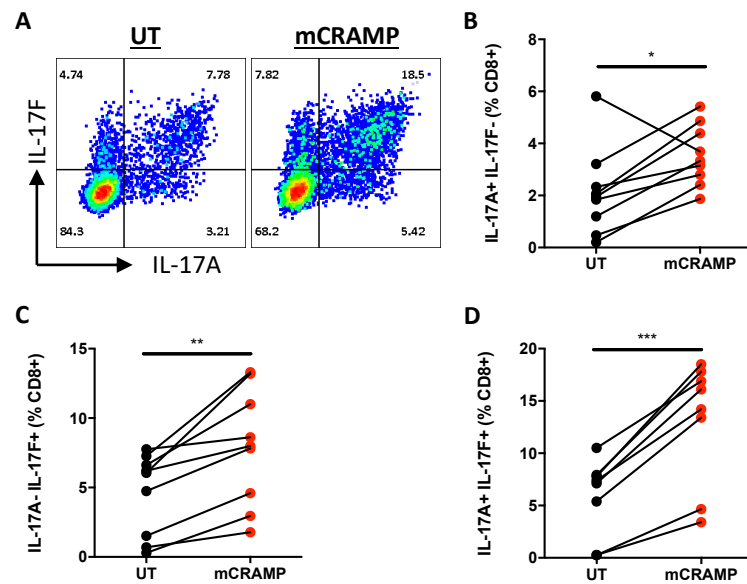 A
UT
mCRAMP
4.74
7.78
84.3
3.21
7.82
18.5
68.2
5.42
IL-17F
IL-17A
B
IL-17A+ IL-17F- (% CD8+)
8
6
4
2
0
*
UT
mCRAMP
C
IL-17A- IL-17F+ (% CD8+)
15
10
5
0
**
UT
mCRAMP
D
IL-17A+ IL-17F+ (% CD8+)
20
15
10
5
0
***
UT
mCRAMP